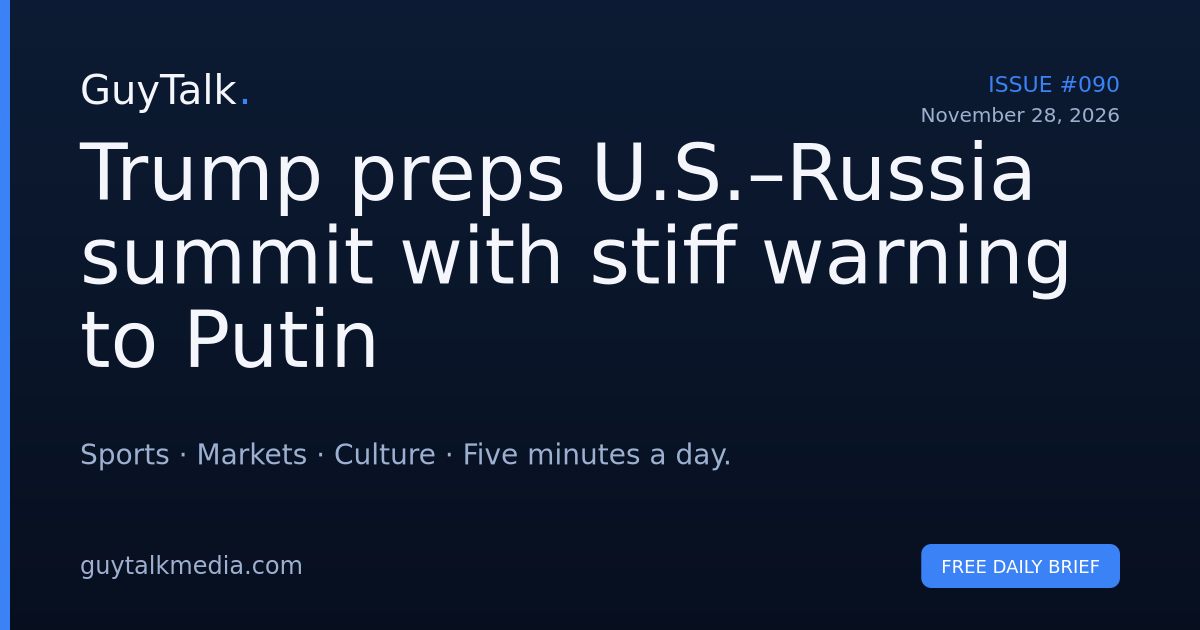 GuyTalk.
ISSUE #090
November 28, 2026
Trump preps U.S.–Russia
summit with stiff warning
to Putin
Sports · Markets · Culture · Five minutes a day.
guytalkmedia.com
FREE DAILY BRIEF